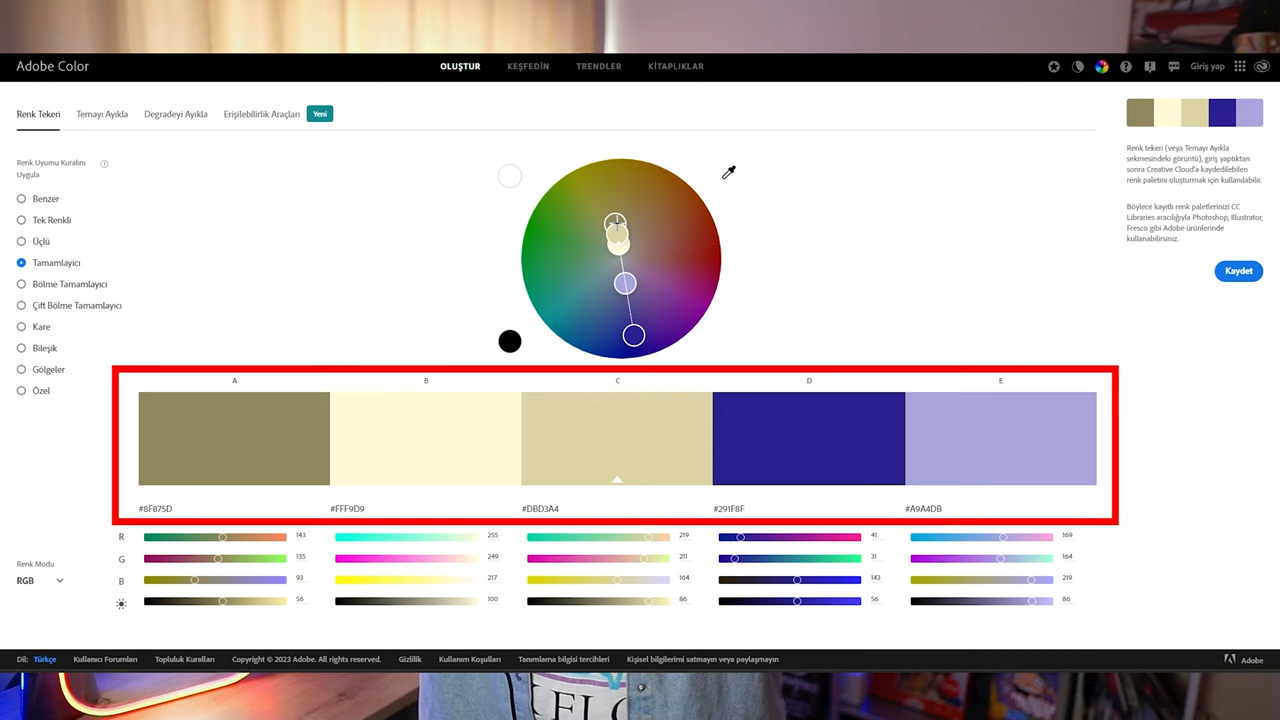 Adobe Color
OLUŞTUR KEŞFEDİN TRENDLER KİTAPLIKLAR
Giriş yap
Renk Tekeri Temayı Ayıkla Degradeyi Ayıkla Erişilebilirlik Araçları Yeni
Renk Uyumu Kuralını
Uygula
Benzer
Tek Renkli
Üçlü
Tamamlayıcı
Bölme Tamamlayıcı
Çift Bölme Tamamlayıcı
Kare
Bileşik
Gölgeler
Özel
Renk tekeri (veya Temayı Ayıkla
sekmesindeki görüntü), giriş yaptıktan
sonra Creative Cloud'a kaydedilebilen
renk paletini oluşturmak için kullanılabilir.
Böylece kayıtlı renk paletlerinizi CC
Libraries aracılığıyla Photoshop, Illustrator,
Fresco gibi Adobe ürünlerinde
kullanabilirsiniz.
Kaydet
A B C D E
#8F875D #FFF9D9 #DBD3A4 #291F8F #A9A4DB
R 143 255 219 41 169
G 135 249 211 31 164
B 93 217 164 143 219
56 100 86 56 86
Renk Modu
RGB
Dil: Türkçe Kullanıcı Forumları Topluluk Kuralları Copyright © 2023 Adobe. All rights reserved. Gizlilik Kullanım Koşulları Tanımlama bilgisi tercihleri Kişisel bilgilerimi satmayın veya paylaşmayın
Adobe